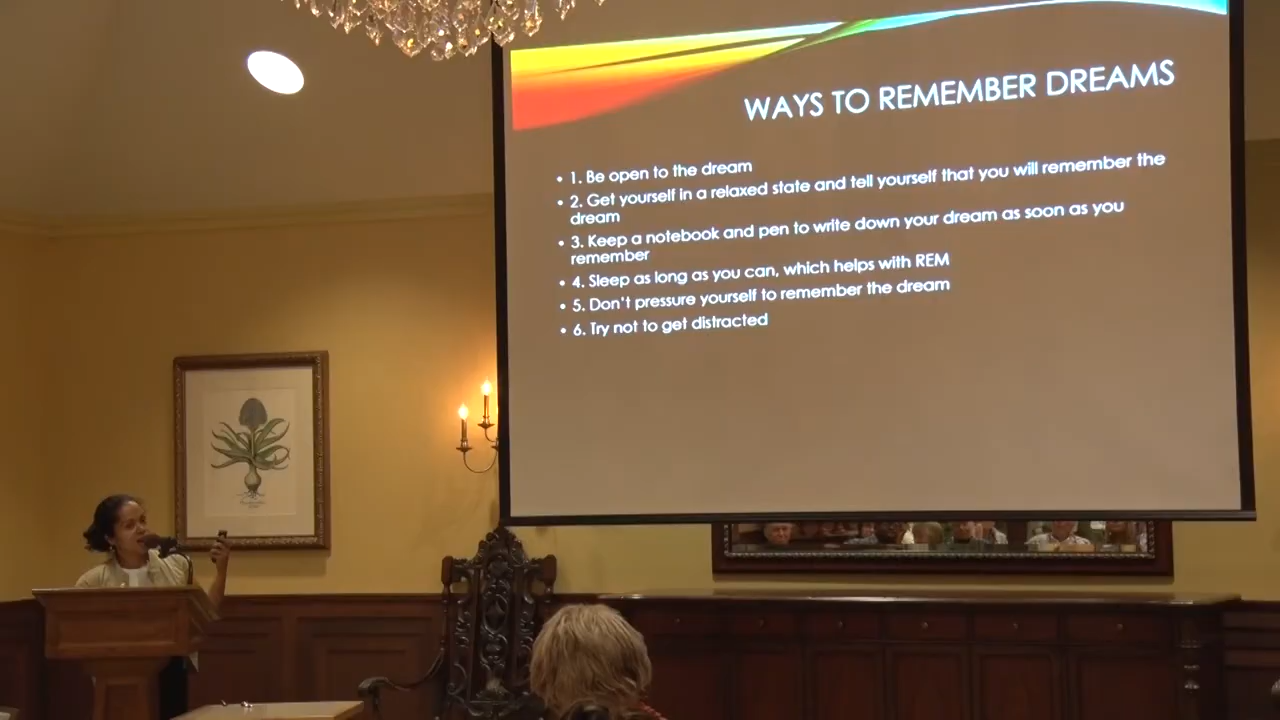 WAYS TO REMEMBER DREAMS
• 1. Be open to the dream
• 2. Get yourself in a relaxed state and tell yourself that you will remember the
dream
• 3. Keep a notebook and pen to write down your dream as soon as you
remember
• 4. Sleep as long as you can, which helps with REM
• 5. Don't pressure yourself to remember the dream
• 6. Try not to get distracted